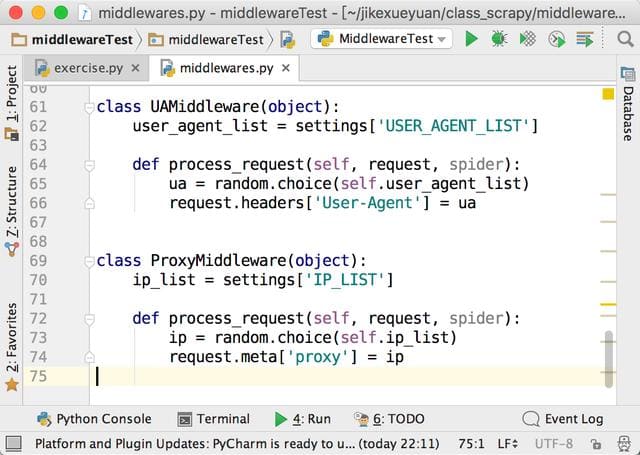 middlewares.py - middlewareTest - [~/jikexueyuan/class_scrapy/middleware
middlewareTest middlewareTest MiddlewareTest
exercise.py middlewares.py
1: Project
Z: Structure
2: Favorites
Database
60
61 class UAMiddleware(object):
62 user_agent_list = settings['USER_AGENT_LIST']
63
64 def process_request(self, request, spider):
65 ua = random.choice(self.user_agent_list)
66 request.headers['User-Agent'] = ua
67
68
69 class ProxyMiddleware(object):
70 ip_list = settings['IP_LIST']
71
72 def process_request(self, request, spider):
73 ip = random.choice(self.ip_list)
74 request.meta['proxy'] = ip
75
Python Console Terminal 4: Run 6: TODO Event Log
Platform and Plugin Updates: PyCharm is ready to u... (today 22:11) 75:1 LF UTF-8